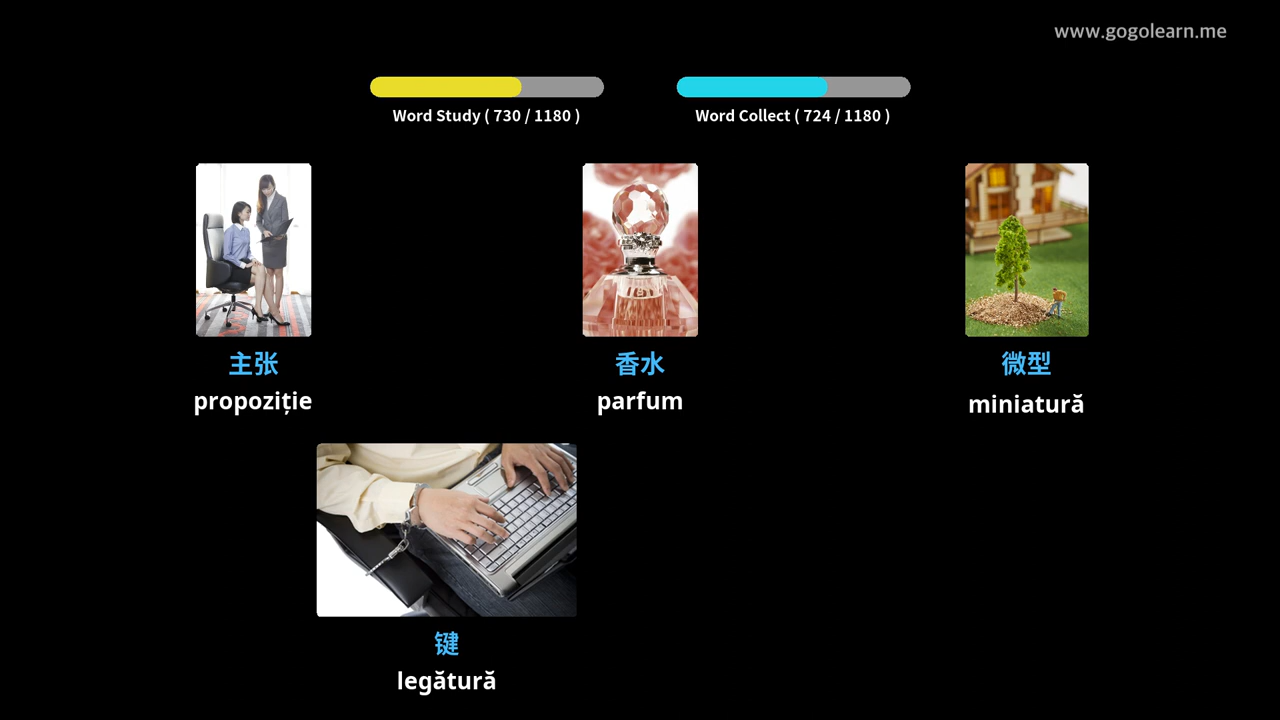 www.gogolearn.me
Word Study ( 730 / 1180 )
Word Collect ( 724 / 1180 )
主张
propoziție
香水
parfum
微型
miniatură
键
legătură